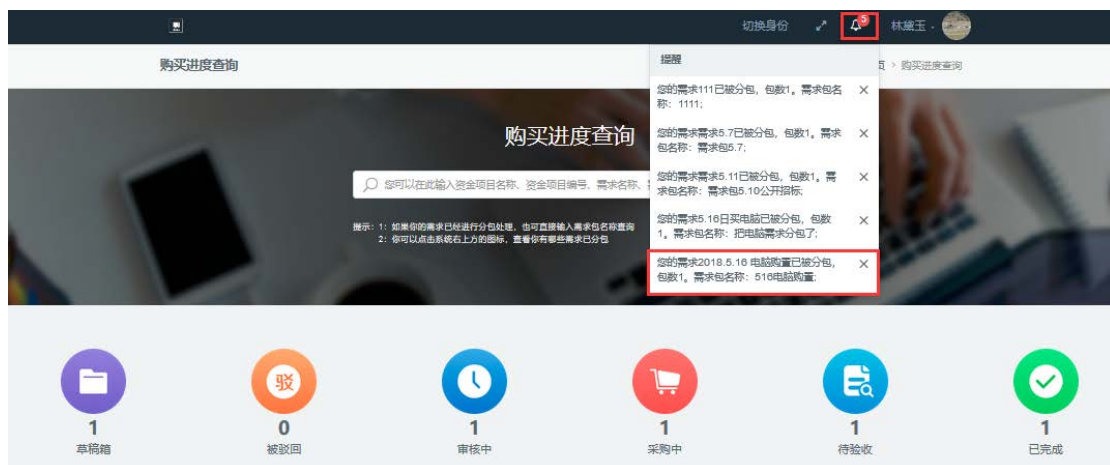 切换身份
5
林黛玉
购买进度查询
提醒
页 > 购买进度查询
您的需求111已被分包，包数1。需求包名
称：1111;
您的需求需求5.7已被分包，包数1。需求
包名称：需求包5.7;
您的需求需求5.11已被分包，包数1。需
求包名称：需求包5.10公开招标;
您的需求5.16日买电脑已被分包，包数
1。需求包名称：把电脑需求分包了;
您的需求2018.5.16 电脑购置已被分包，
包数1。需求包名称：516电脑购置;
购买进度查询
您可以在此输入资金项目名称、资金项目编号、需求名称、
提示：1：如果你的需求已经进行分包处理，也可直接输入需求包名称查询
2：你可以点击系统右上方的图标，查看你有哪些需求已分包
驳
1
草稿箱
0
被驳回
1
审核中
1
采购中
1
待验收
1
已完成